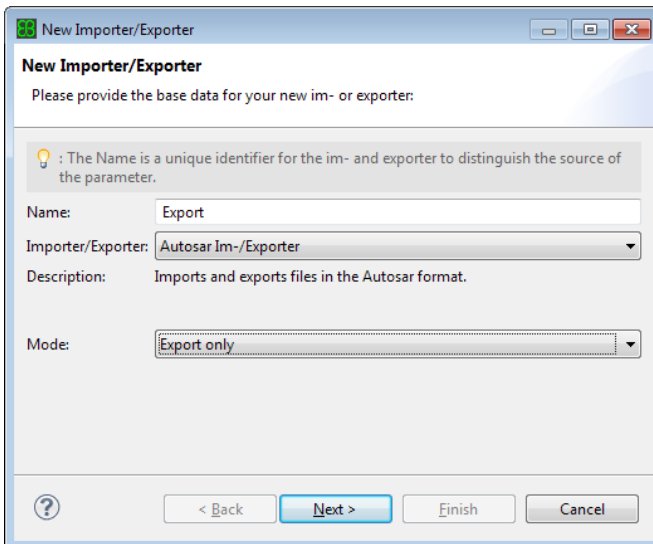 New Importer/Exporter
New Importer/Exporter
Please provide the base data for your new im- or exporter:
: The Name is a unique identifier for the im- and exporter to distinguish the source of
the parameter.
Name: Export
Importer/Exporter: Autosar Im-/Exporter
Description: Imports and exports files in the Autosar format.
Mode: Export only
? < Back Next > Finish Cancel